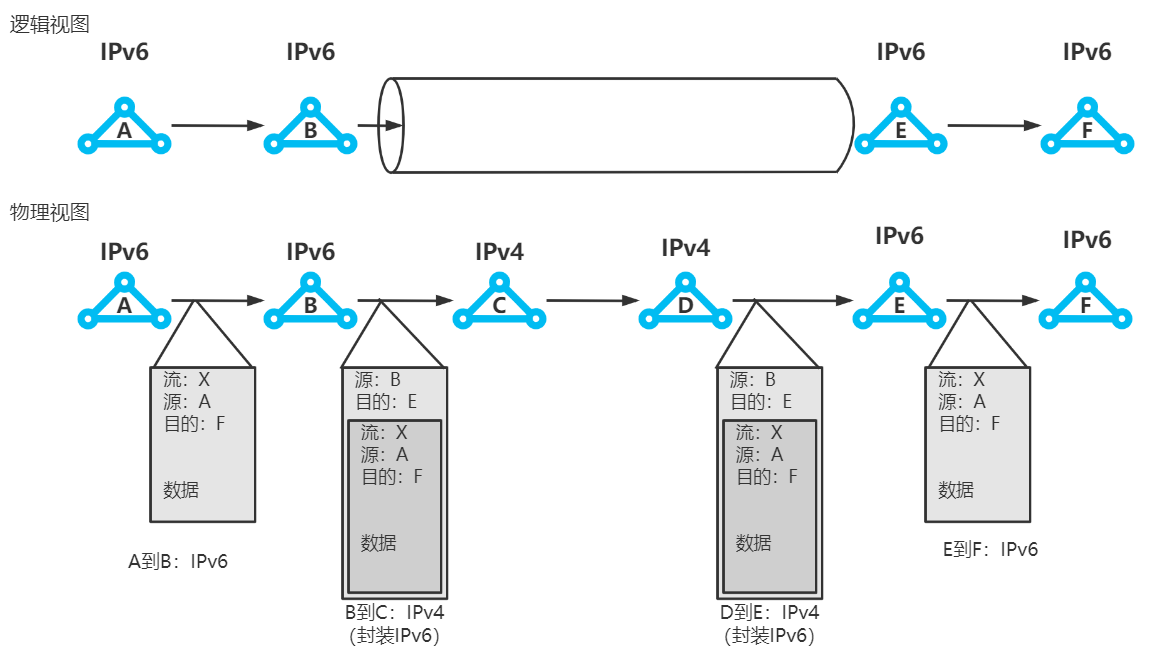 逻辑视图
IPv6
IPv6
IPv6
IPv6
A
B
E
F
物理视图
IPv6
IPv6
IPv4
IPv4
IPv6
IPv6
A
B
C
D
E
F
流：X
源：A
目的：F
数据
A到B：IPv6
源：B
目的：E
流：X
源：A
目的：F
数据
B到C：IPv4
(封装IPv6)
源：B
目的：E
流：X
源：A
目的：F
数据
D到E：IPv4
(封装IPv6)
流：X
源：A
目的：F
数据
E到F：IPv6